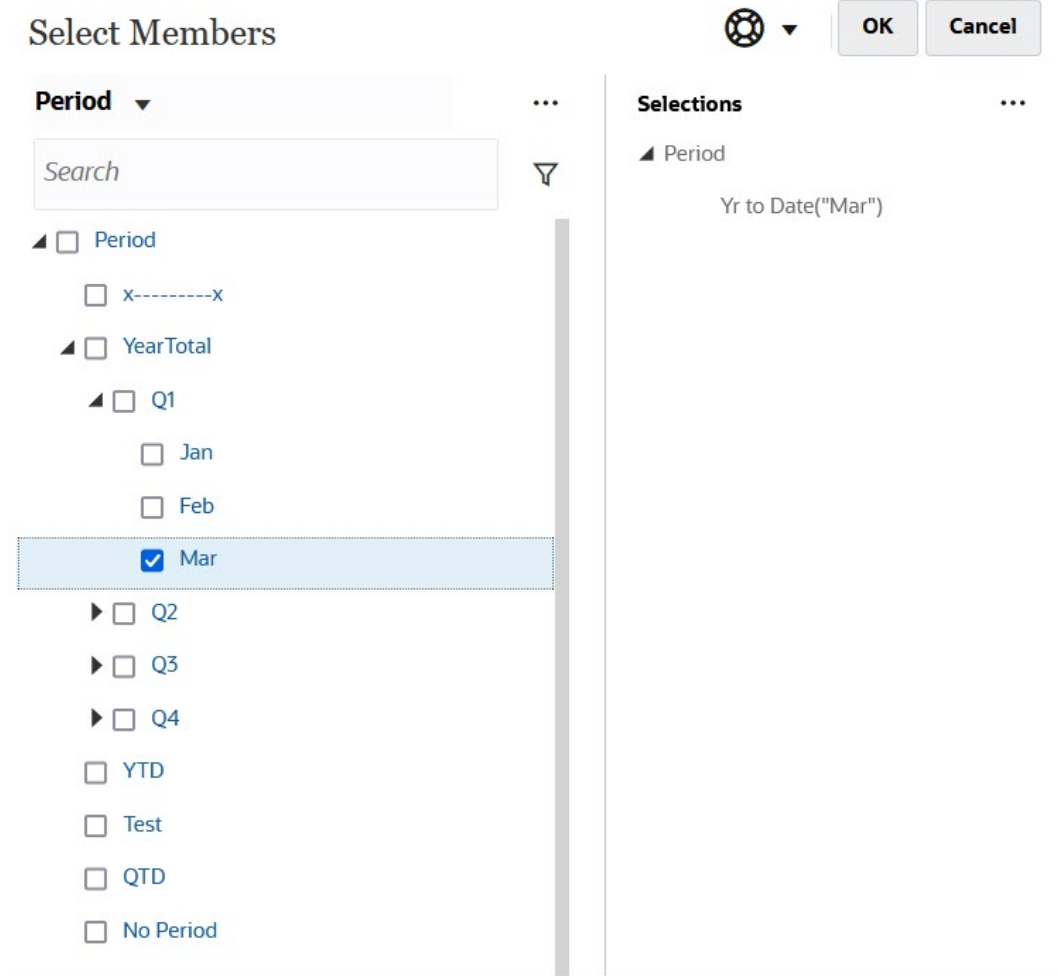 Select Members
OK
Cancel
Period
...
Search
Selections
...
Period
Yr to Date("Mar")
Period
x---------x
YearTotal
Q1
Jan
Feb
Mar
Q2
Q3
Q4
YTD
Test
QTD
No Period